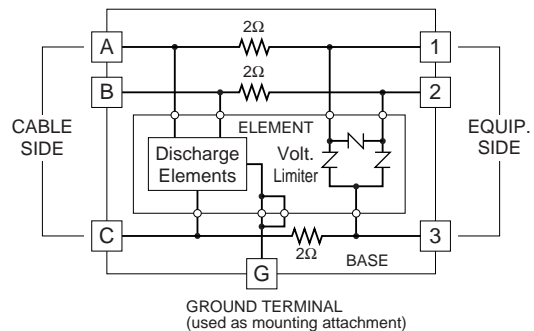 A
2Ω
1
B
2Ω
2
CABLE
SIDE
ELEMENT
Discharge
Elements
Volt.
Limiter
EQUIP.
SIDE
C
2Ω
3
BASE
G
GROUND TERMINAL
(used as mounting attachment)